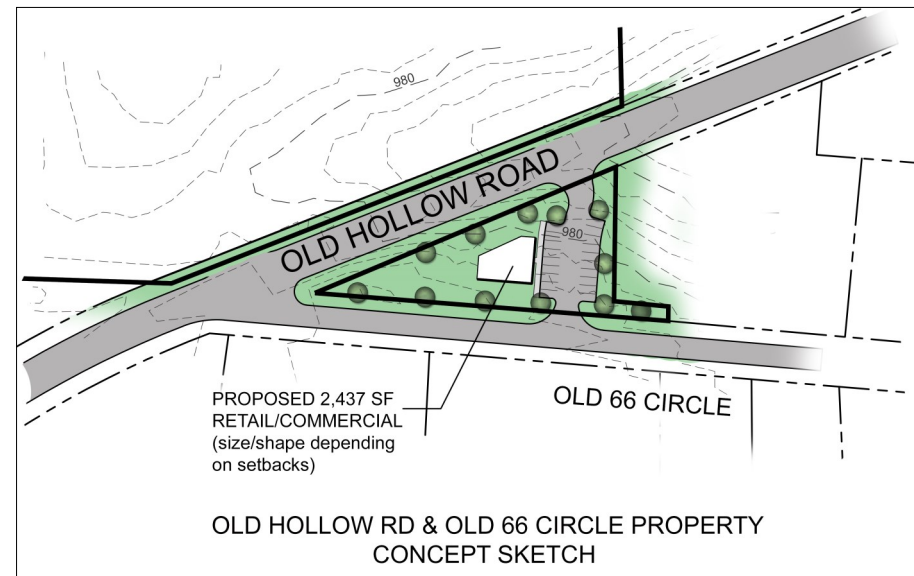 980
OLD HOLLOW ROAD
980
PROPOSED 2,437 SF
RETAIL/COMMERCIAL
(size/shape depending
on setbacks)
OLD 66 CIRCLE
OLD HOLLOW RD & OLD 66 CIRCLE PROPERTY
CONCEPT SKETCH